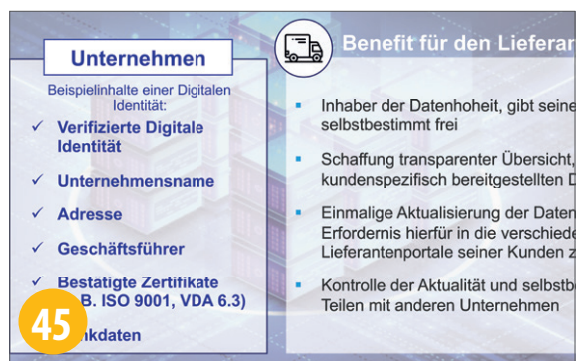 Unternehmen
Beispielinhalte einer Digitalen
Identität:
✓ Verifizierte Digitale
Identität
✓ Unternehmensname
✓ Adresse
✓ Geschäftsführer
✓ Bestätigte Zertifikate
B. ISO 9001, VDA 6.3)
nkdaten
45
Benefit für den Lieferan
▪ Inhaber der Datenhoheit, gibt seine
selbstbestimmt frei
▪ Schaffung transparenter Übersicht,
kundenspezifisch bereitgestellten D
▪ Einmalige Aktualisierung der Daten
Erfordernis hierfür in die verschiede
Lieferantenportale seiner Kunden z
▪ Kontrolle der Aktualität und selbstbe
Teilen mit anderen Unternehmen